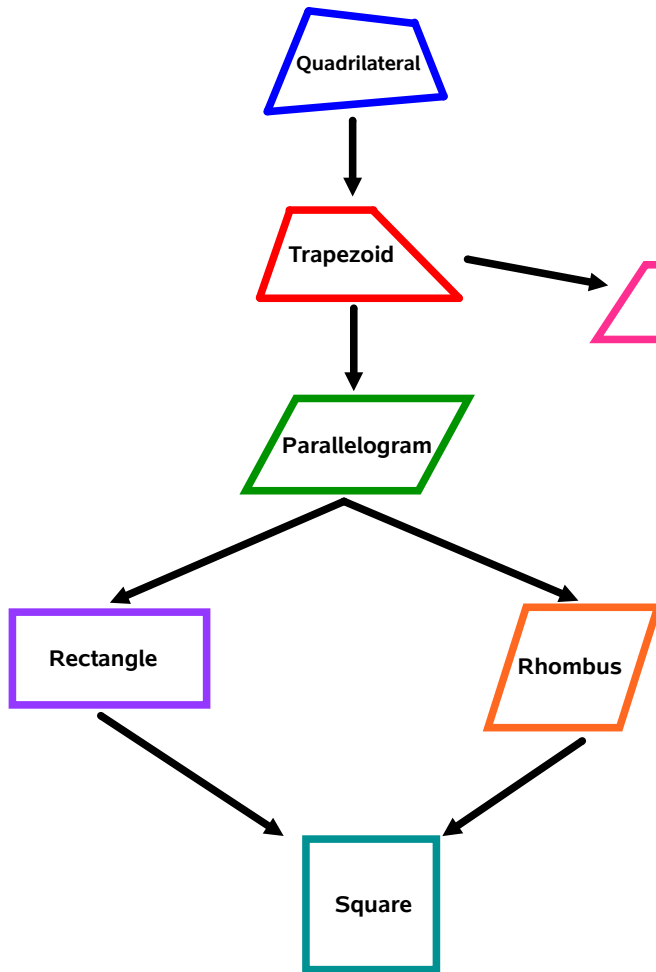 Quadrilateral
Trapezoid
Parallelogram
Rectangle
Rhombus
Square